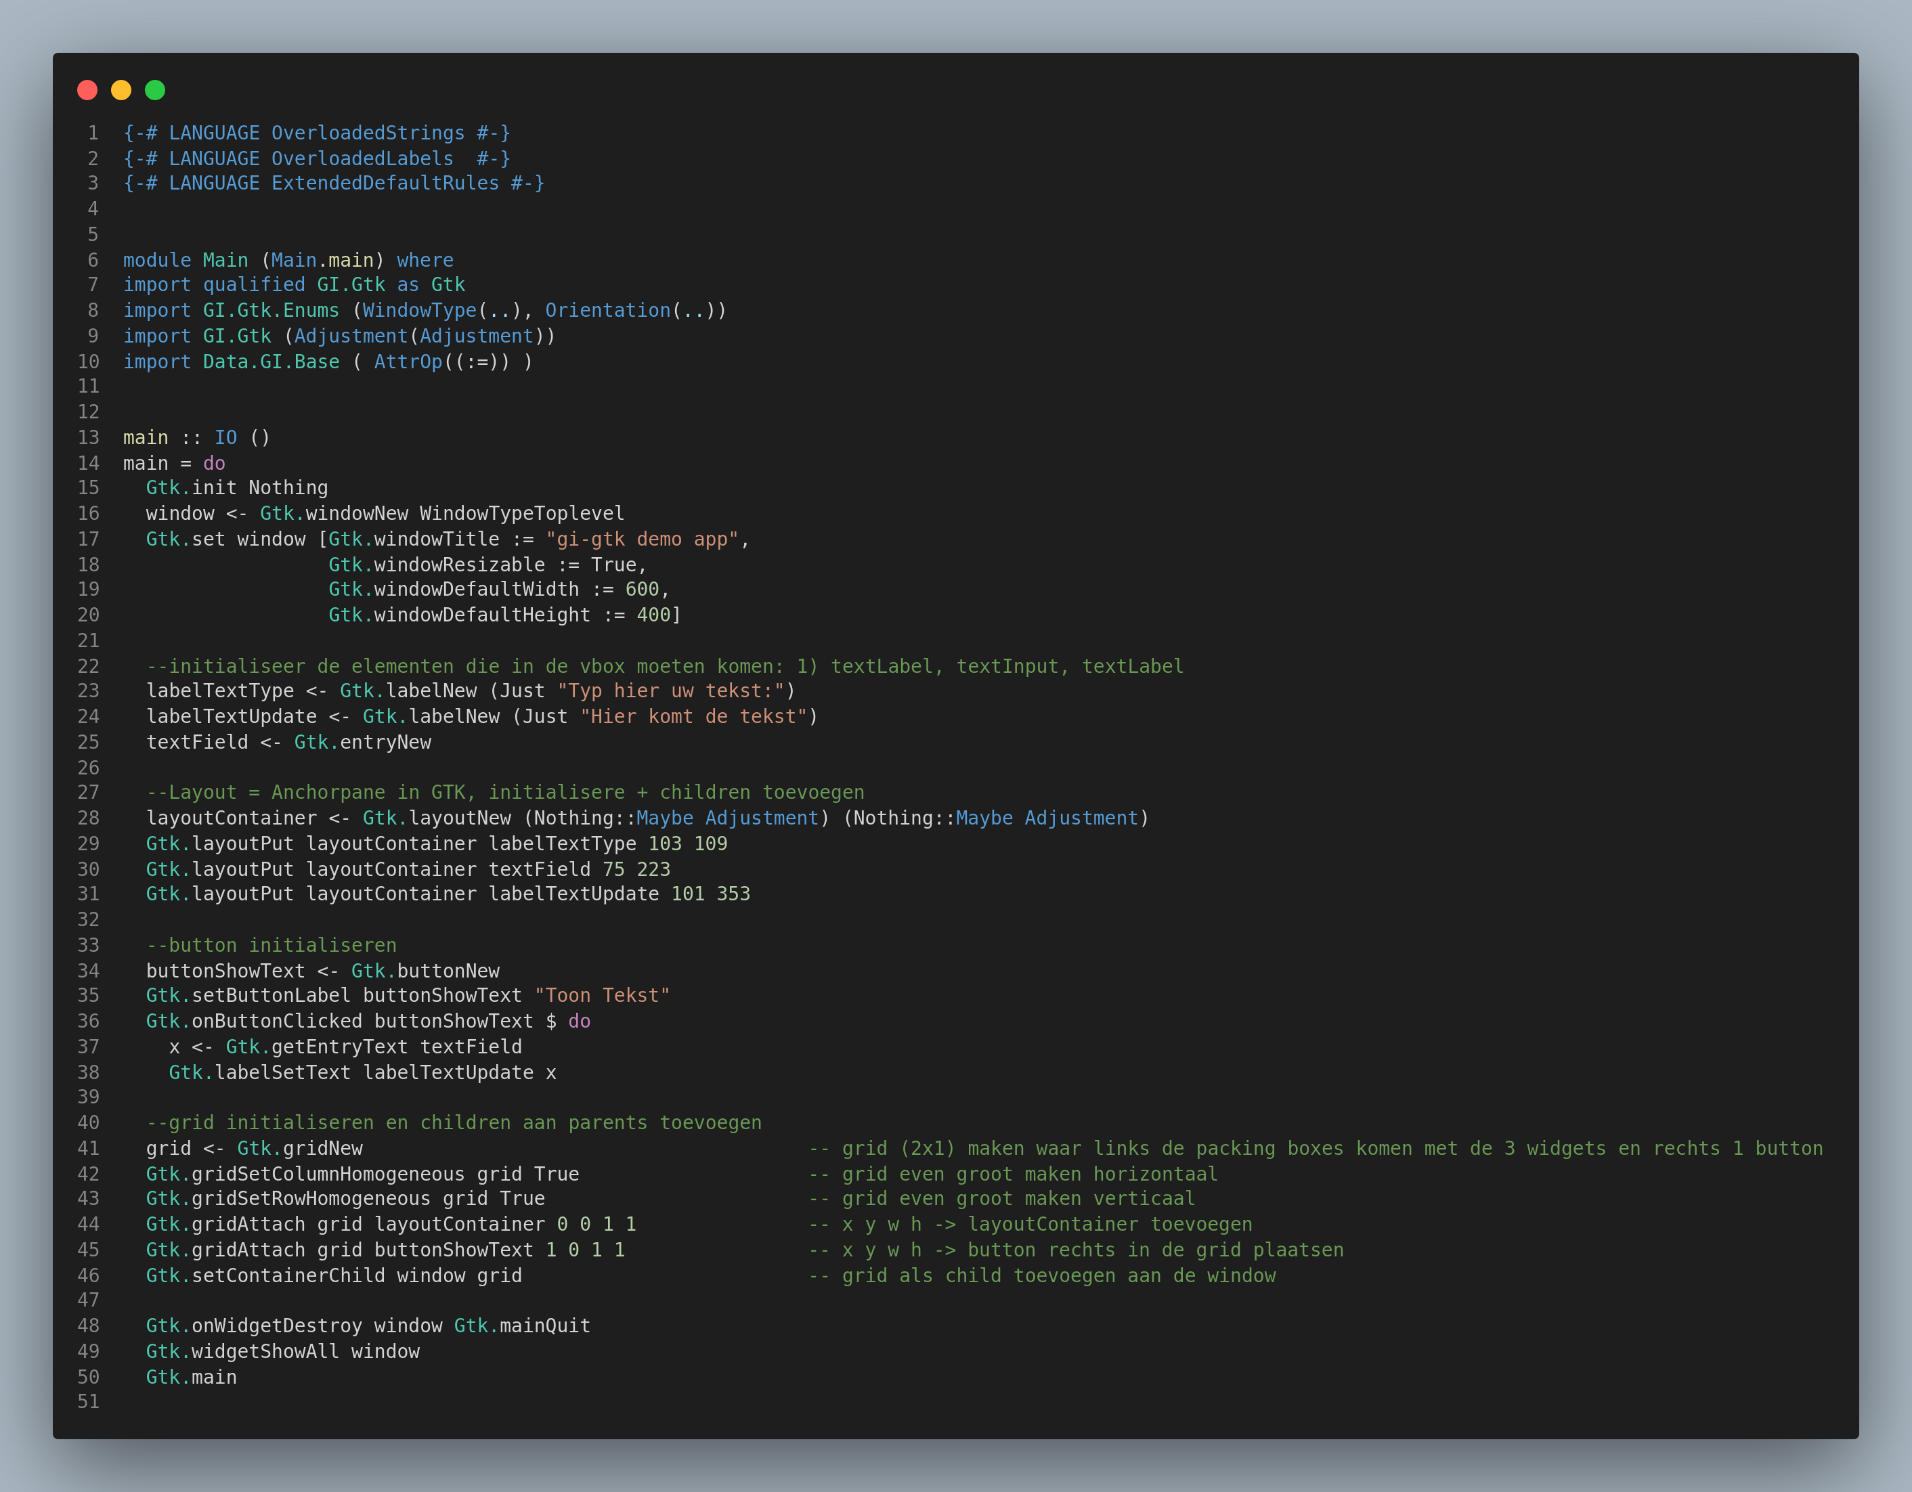 1 {-# LANGUAGE OverloadedStrings #-}
2 {-# LANGUAGE OverloadedLabels  #-}
3 {-# LANGUAGE ExtendedDefaultRules #-}
4
5
6 module Main (Main.main) where
7 import qualified GI.Gtk as Gtk
8 import GI.Gtk.Enums (WindowType(..), Orientation(..))
9 import GI.Gtk (Adjustment(Adjustment))
10 import Data.GI.Base ( AttrOp((:=)) )
11
12
13 main :: IO ()
14 main = do
15   Gtk.init Nothing
16   window <- Gtk.windowNew WindowTypeToplevel
17   Gtk.set window [Gtk.windowTitle := "gi-gtk demo app",
18                   Gtk.windowResizable := True,
19                   Gtk.windowDefaultWidth := 600,
20                   Gtk.windowDefaultHeight := 400]
21
22   --initialiseer de elementen die in de vbox moeten komen: 1) textLabel, textInput, textLabel
23   labelTextType <- Gtk.labelNew (Just "Typ hier uw tekst:")
24   labelTextUpdate <- Gtk.labelNew (Just "Hier komt de tekst")
25   textField <- Gtk.entryNew
26
27   --Layout = Anchorpane in GTK, initialisere + children toevoegen
28   layoutContainer <- Gtk.layoutNew (Nothing::Maybe Adjustment) (Nothing::Maybe Adjustment)
29   Gtk.layoutPut layoutContainer labelTextType 103 109
30   Gtk.layoutPut layoutContainer textField 75 223
31   Gtk.layoutPut layoutContainer labelTextUpdate 101 353
32
33   --button initialiseren
34   buttonShowText <- Gtk.buttonNew
35   Gtk.setButtonLabel buttonShowText "Toon Tekst"
36   Gtk.onButtonClicked buttonShowText $ do
37     x <- Gtk.getEntryText textField
38     Gtk.labelSetText labelTextUpdate x
39
40   --grid initialiseren en children aan parents toevoegen
41   grid <- Gtk.gridNew                                       -- grid (2x1) maken waar links de packing boxes komen met de 3 widgets en rechts 1 button
42   Gtk.gridSetColumnHomogeneous grid True                    -- grid even groot maken horizontaal
43   Gtk.gridSetRowHomogeneous grid True                       -- grid even groot maken verticaal
44   Gtk.gridAttach grid layoutContainer 0 0 1 1               -- x y w h -> layoutContainer toevoegen
45   Gtk.gridAttach grid buttonShowText 1 0 1 1                -- x y w h -> button rechts in de grid plaatsen
46   Gtk.setContainerChild window grid                         -- grid als child toevoegen aan de window
47
48   Gtk.onWidgetDestroy window Gtk.mainQuit
49   Gtk.widgetShowAll window
50   Gtk.main
51